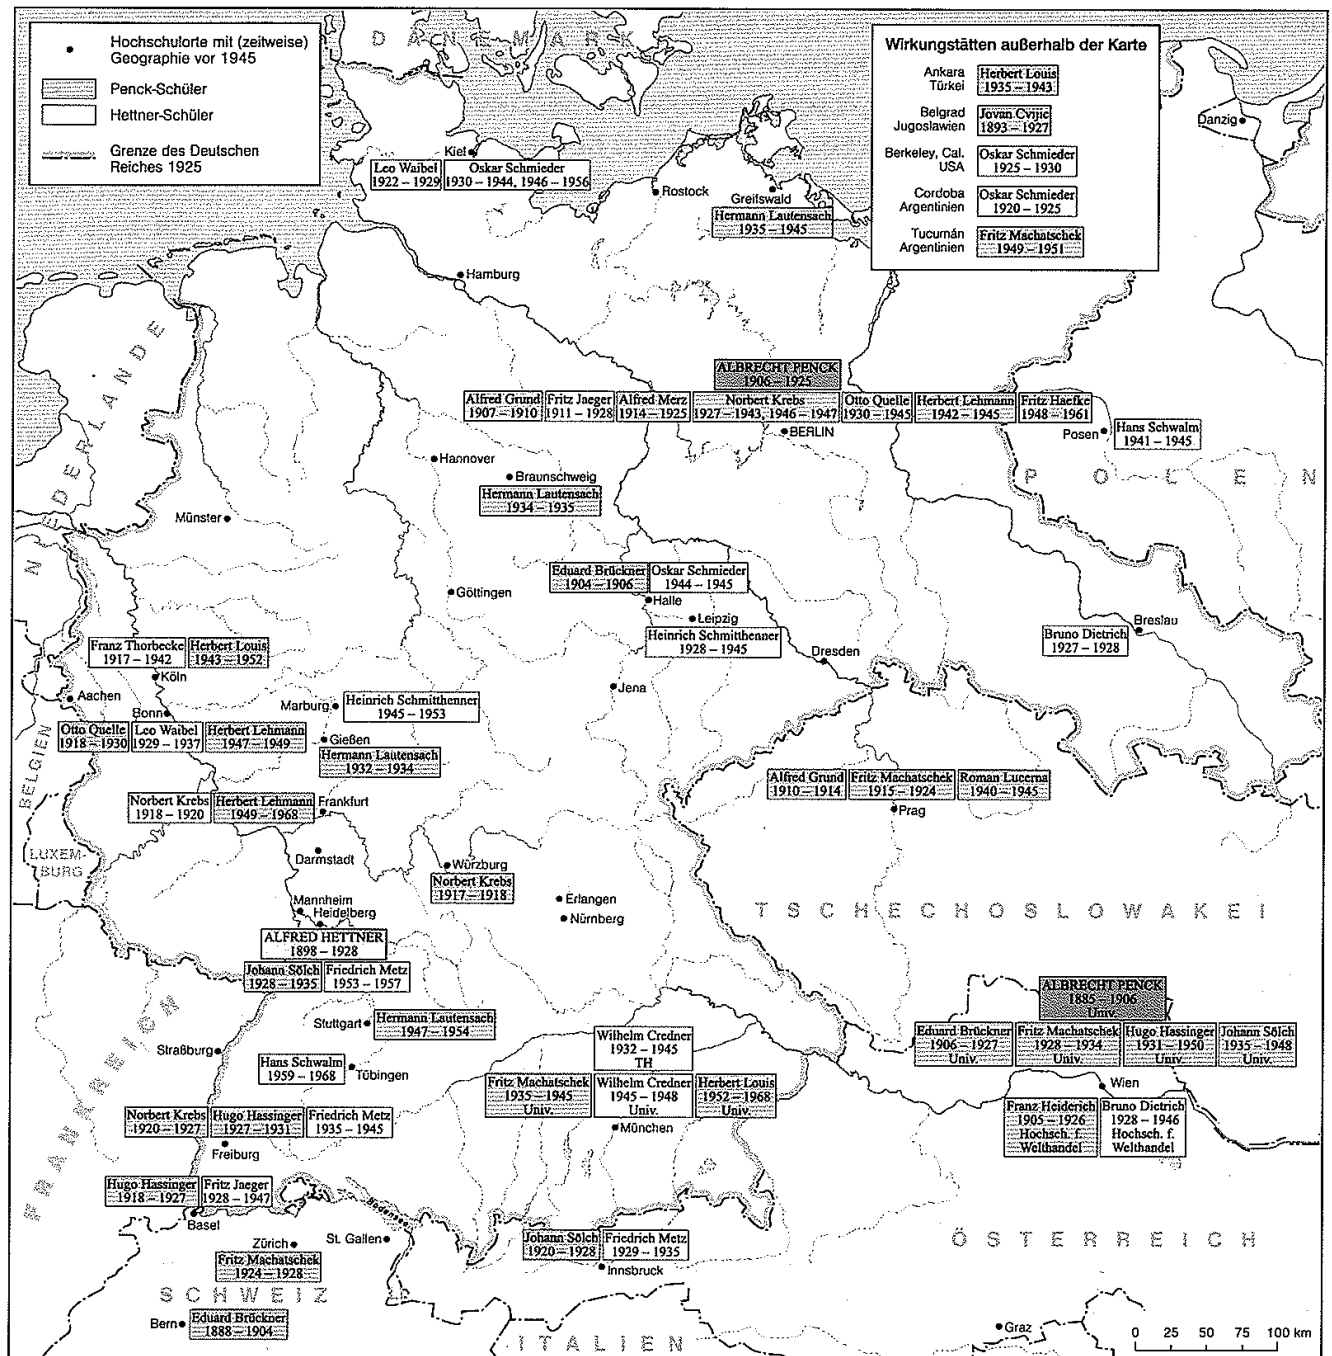 Hochschulorte mit (zeitweise)
Geographie vor 1945
Penck-Schüler
Hettner-Schüler
Grenze des Deutschen
Reiches 1925
DÄNEMARK
Wirkungstätten außerhalb der Karte
Ankara
Türkei
Herbert Louis
1935 – 1943
Belgrad
Jugoslawien
Jovan Cvijic
1893 – 1927
Berkeley, Cal.
USA
Oskar Schmieder
1925 – 1930
Cordoba
Argentinien
Oskar Schmieder
1920 – 1925
Tucumán
Argentinien
Fritz Machatschek
1949 – 1951
Danzig
Kiel
Leo Waibel
1922 – 1929
Oskar Schmieder
1930 – 1944, 1946 – 1956
Rostock
Greifswald
Hermann Lautensach
1935 – 1945
Hamburg
NIEDERLANDE
ALBRECHT PENCK
1906 – 1925
Alfred Grund
1907 – 1910
Fritz Jaeger
1911 – 1928
Alfred Merz
1914 – 1925
Norbert Krebs
1927 – 1943, 1946 – 1947
Otto Quelle
1930 – 1945
Herbert Lehmann
1942 – 1945
Fritz Haefke
1948 – 1961
BERLIN
Posen
Hans Schwalm
1941 – 1945
POLEN
Hannover
Braunschweig
Hermann Lautensach
1934 – 1935
Münster
Göttingen
Eduard Brückner
1904 – 1906
Oskar Schmieder
1944 – 1945
Halle
Leipzig
Heinrich Schmitthenner
1928 – 1945
Dresden
Breslau
Bruno Dietrich
1927 – 1928
Franz Thorbecke
1917 – 1942
Herbert Louis
1943 – 1952
Köln
Aachen
Bonn
Otto Quelle
1918 – 1930
Leo Waibel
1929 – 1937
Herbert Lehmann
1947 – 1949
BELGIEN
Marburg
Heinrich Schmitthenner
1945 – 1953
Jena
Gießen
Hermann Lautensach
1932 – 1934
Alfred Grund
1910 – 1914
Fritz Machatschek
1915 – 1924
Roman Lucerna
1940 – 1945
Prag
Norbert Krebs
1918 – 1920
Herbert Lehmann
1949 – 1968
Frankfurt
LUXEM-
BURG
Darmstadt
Würzburg
Norbert Krebs
1917 – 1918
Erlangen
Nürnberg
TSCHECHOSLOWAKEI
Mannheim
Heidelberg
ALFRED HETTNER
1898 – 1928
Johann Sölch
1928 – 1935
Friedrich Metz
1953 – 1957
FRANKREICH
Stuttgart
Hermann Lautensach
1947 – 1954
Straßburg
Hans Schwalm
1959 – 1968
Tübingen
Wilhelm Credner
1932 – 1945
TH
Fritz Machatschek
1935 – 1945
Univ.
Wilhelm Credner
1945 – 1948
Univ.
Herbert Louis
1952 – 1968
Univ.
München
ALBRECHT PENCK
1885 – 1906
Univ.
Eduard Brückner
1906 – 1927
Univ.
Fritz Machatschek
1928 – 1934
Univ.
Hugo Hassinger
1931 – 1950
Univ.
Johann Sölch
1935 – 1948
Univ.
Wien
Franz Heiderich
1905 – 1926
Hochsch. f.
Welthandel
Bruno Dietrich
1928 – 1946
Hochsch. f.
Welthandel
Norbert Krebs
1920 – 1927
Hugo Hassinger
1927 – 1931
Friedrich Metz
1935 – 1945
Freiburg
Hugo Hassinger
1918 – 1927
Fritz Jaeger
1928 – 1947
Basel
Bodensee
St. Gallen
Zürich
Fritz Machatschek
1924 – 1928
SCHWEIZ
Bern
Eduard Brückner
1888 – 1904
Johann Sölch
1920 – 1928
Friedrich Metz
1929 – 1935
Innsbruck
ÖSTERREICH
ITALIEN
Graz
0 25 50 75 100 km